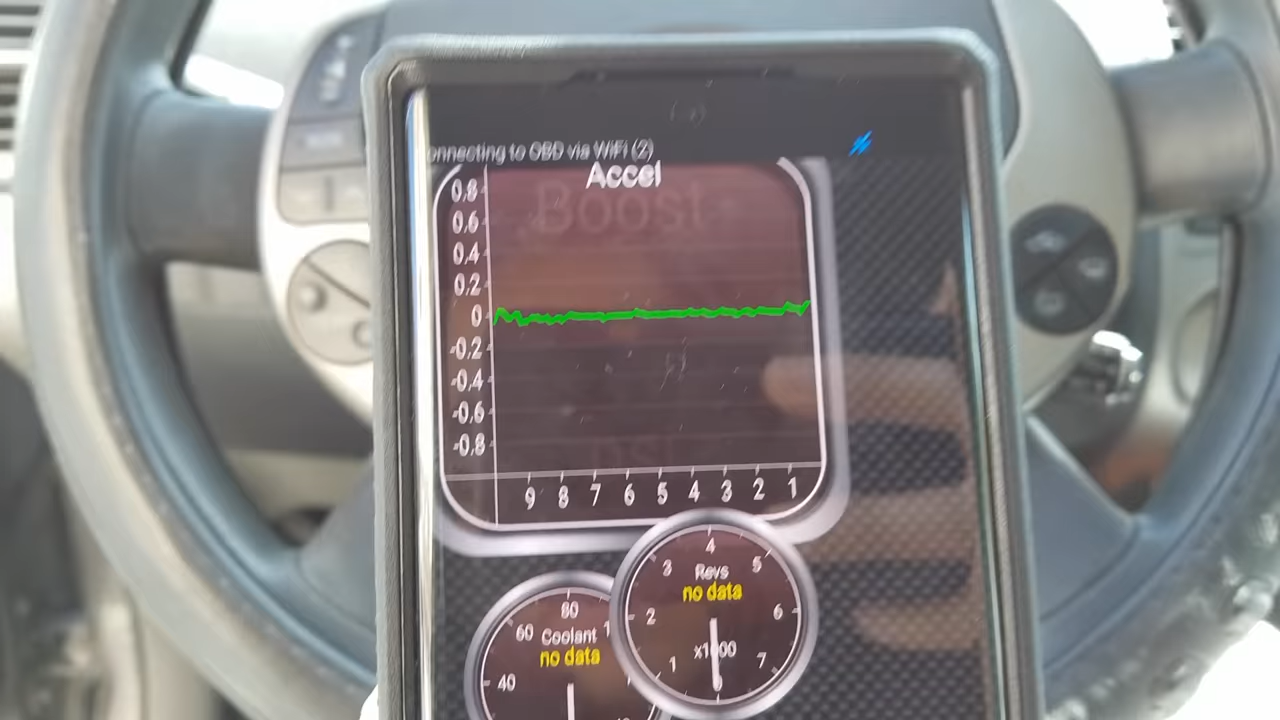 onnecting to OBD via WiFi (2)
Accel
Boost
0,8
0,6
0,4
0,2
0
-0,2
-0,4
-0,6
-0,8
9 8 7 6 5 4 3 2 1
4
3 5
Revs
no data
2 6
x1000
1 7
0
80
60 1
Coolant
no data
40